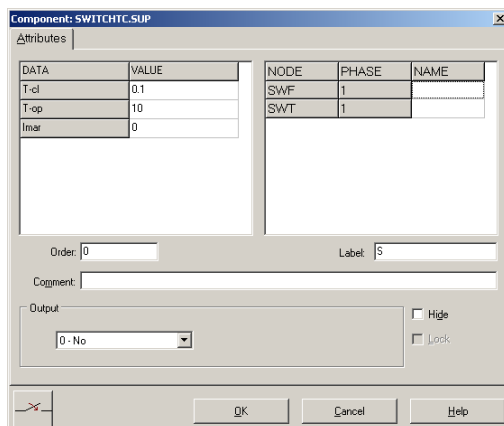 Component: SWITCHTC.SUP
Attributes
DATA VALUE
T-cl 0.1
T-op 10
Imar 0
NODE PHASE NAME
SWF 1
SWT 1
Order: 0
Label: S
Comment:
Output
0 - No
Hide
Lock
OK Cancel Help